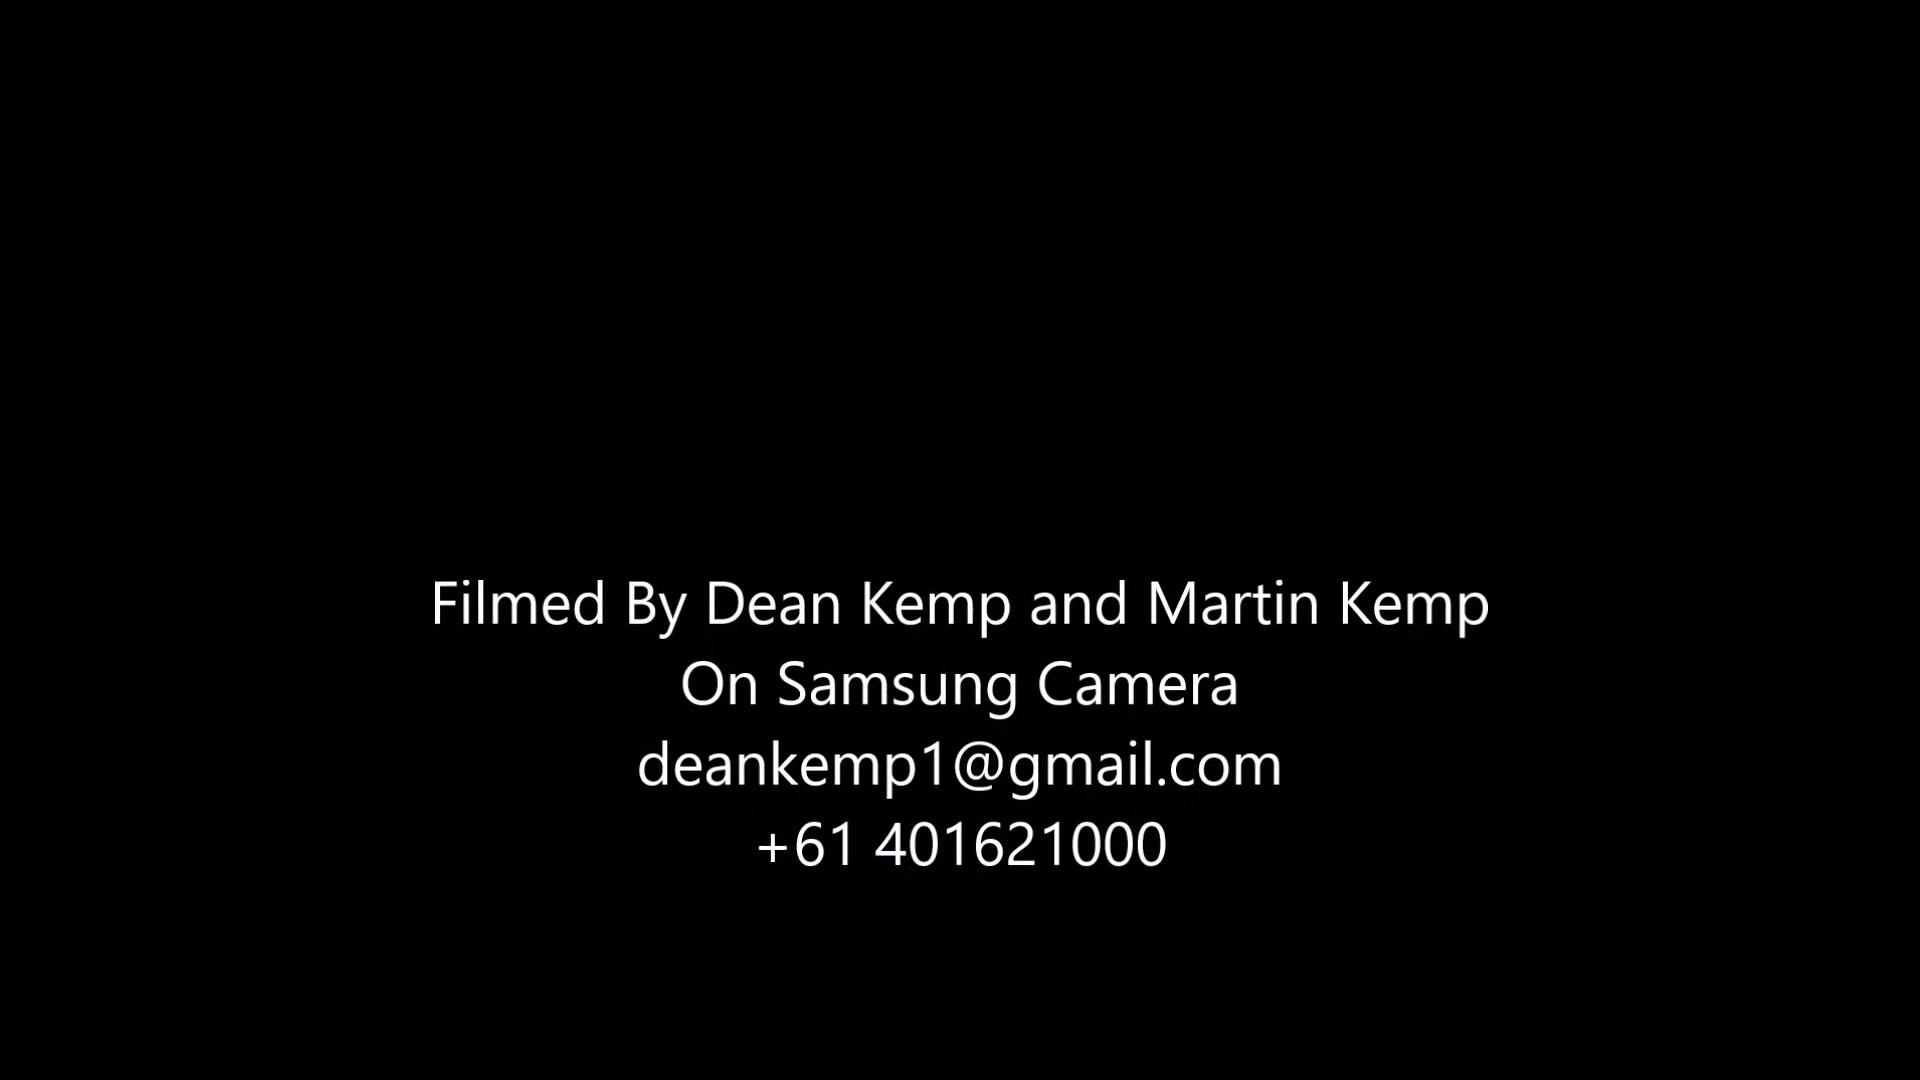 Filmed By Dean Kemp and Martin Kemp
On Samsung Camera
deankemp1@gmail.com
+61 401621000